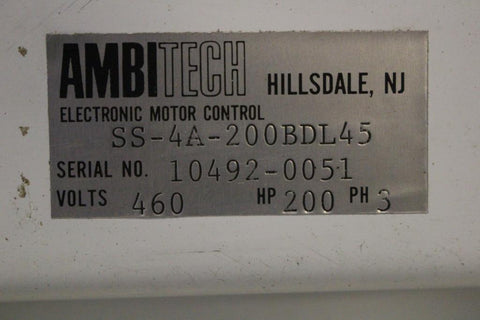 AMBITECH HILLSDALE, NJ
ELECTRONIC MOTOR CONTROL
SS-4A-200BDL45
SERIAL NO. 10492-0051
VOLTS 460 HP 200 PH 3